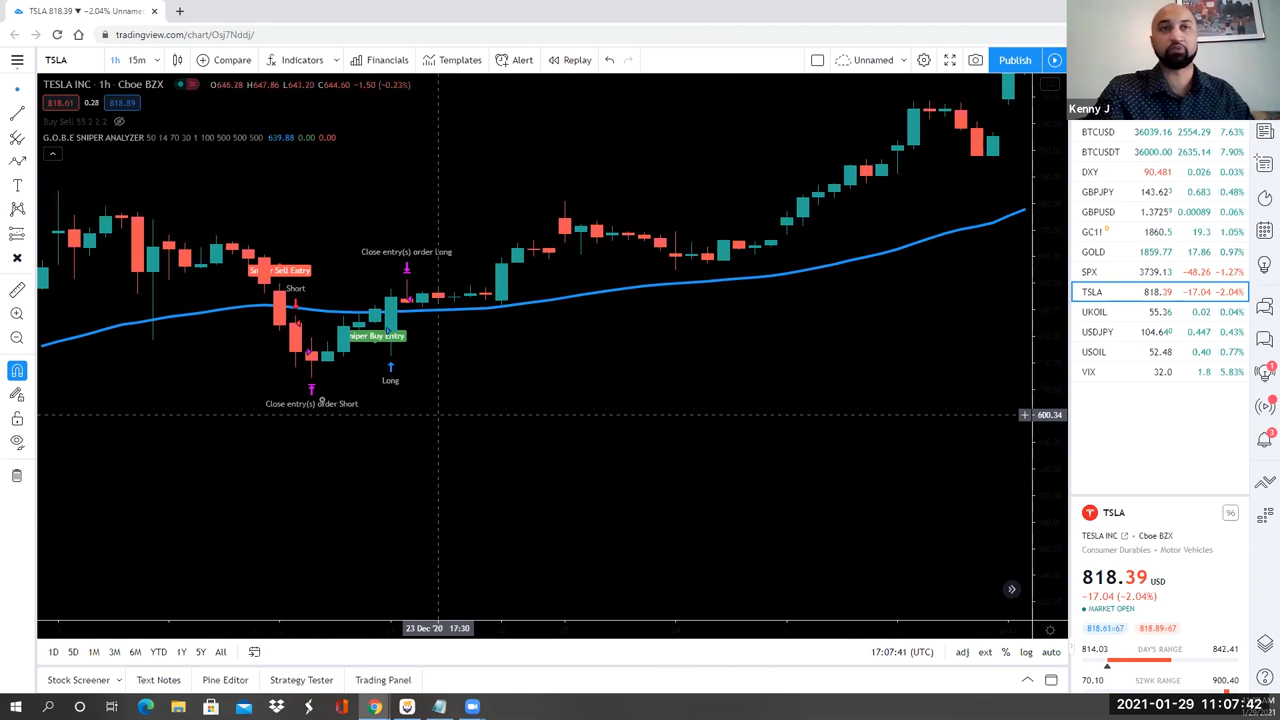 TSLA 818.39 ▼ −2.04% Unname
tradingview.com/chart/Osj7Nddj/
TSLA 1h 15m Compare Indicators Financials Templates Alert Replay Unnamed Publish
TESLA INC · 1h · Cboe BZX O646.28 H647.86 L643.20 C644.60 −1.50 (−0.23%)
818.61 0.28 818.89
Buy Sell 55 2 2 2
G.O.B.E SNIPER ANALYZER 50 14 70 30 1 100 500 500 500 639.88 0.00 0.00
Kenny J
Close entry(s) order Long
Sell Entry
Short
Sniper Buy Entry
Long
Close entry(s) order Short
600.34
23 Dec '20 17:30
BTCUSD 36039.16 2554.29 7.63%
BTCUSDT 36000.00 2635.14 7.90%
DXY 90.481 0.026 0.03%
GBPJPY 143.623 0.683 0.48%
GBPUSD 1.37259 0.00089 0.06%
GC1! D 1860.5 19.3 1.05%
GOLD 1859.77 17.86 0.97%
SPX 3739.13 −48.26 −1.27%
TSLA 818.39 −17.04 −2.04%
UKOIL 55.36 0.02 0.04%
USDJPY 104.640 0.447 0.43%
USOIL 52.48 0.40 0.77%
VIX 32.0 1.8 5.83%
TSLA 96
TESLA INC · Cboe BZX
Consumer Durables • Motor Vehicles
818.39 USD
−17.04 (−2.04%)
MARKET OPEN
818.61×67 818.89×67
814.03 DAY'S RANGE 842.41
70.10 52WK RANGE 900.40
1D 5D 1M 3M 6M YTD 1Y 5Y All 17:07:41 (UTC) adj ext % log auto
Stock Screener Text Notes Pine Editor Strategy Tester Trading Panel
2021-01-29 11:07:42